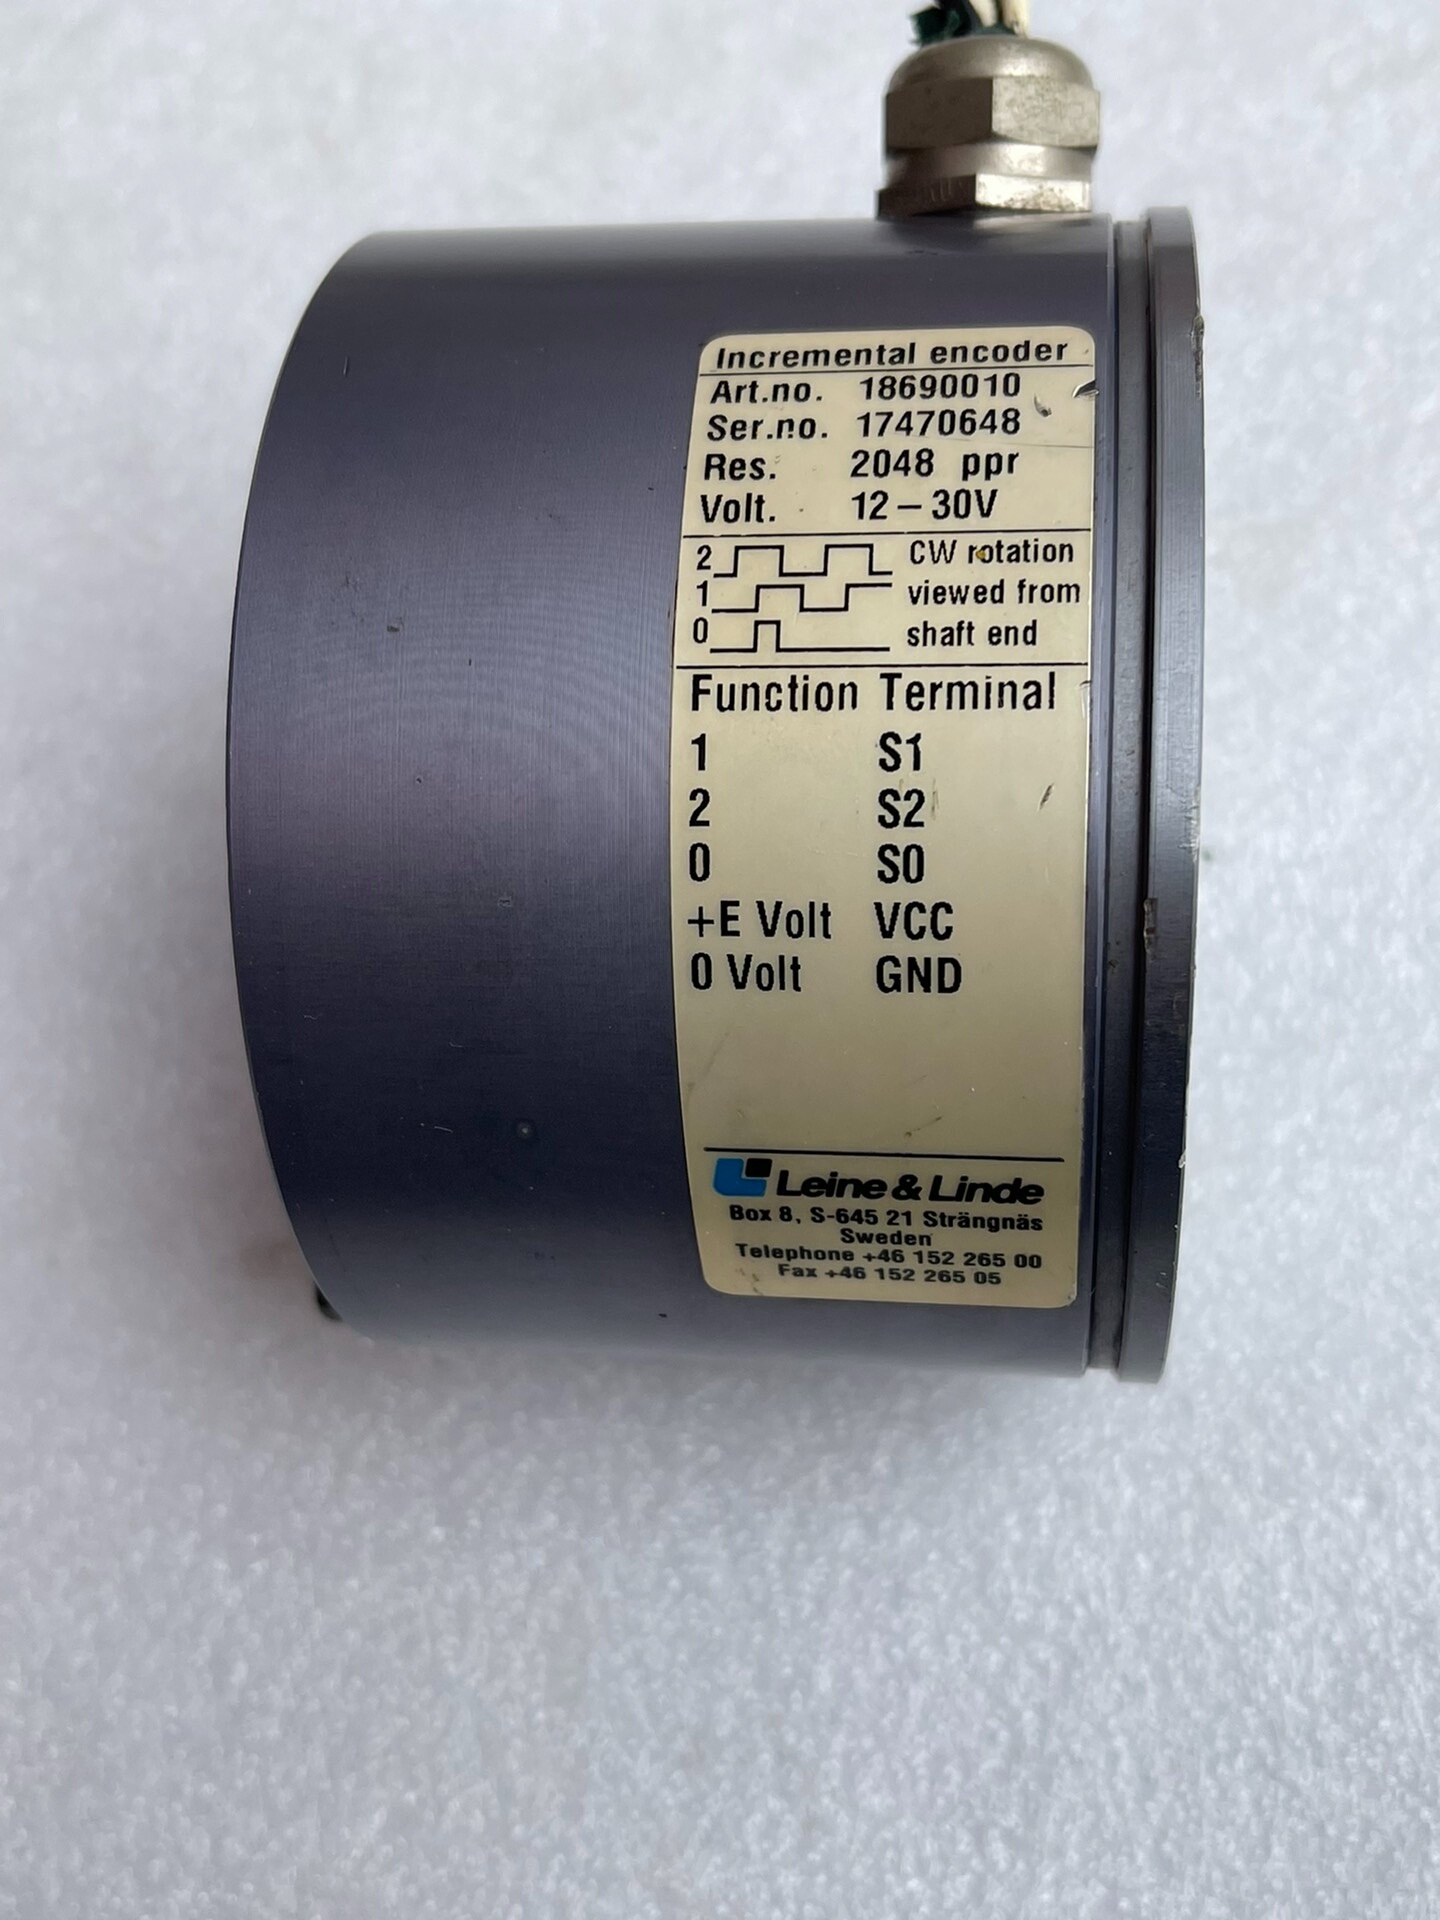 Incremental encoder
Art.no. 18690010
Ser.no. 17470648
Res. 2048 ppr
Volt. 12–30V
2 CW rotation
1 viewed from
0 shaft end
Function Terminal
1 S1
2 S2
0 S0
+E Volt VCC
0 Volt GND
Leine & Linde
Box 8, S-645 21 Strängnäs
Sweden
Telephone +46 152 265 00
Fax +46 152 265 05